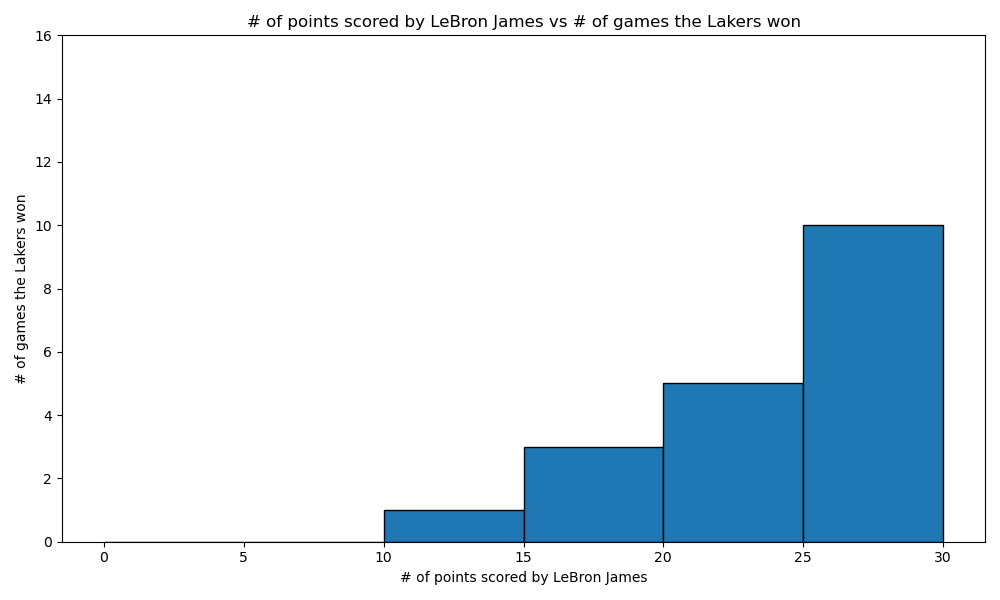 # of points scored by LeBron James vs # of games the Lakers won
16
14
12
10
8
6
4
2
0
# of games the Lakers won
0 5 10 15 20 25 30
# of points scored by LeBron James